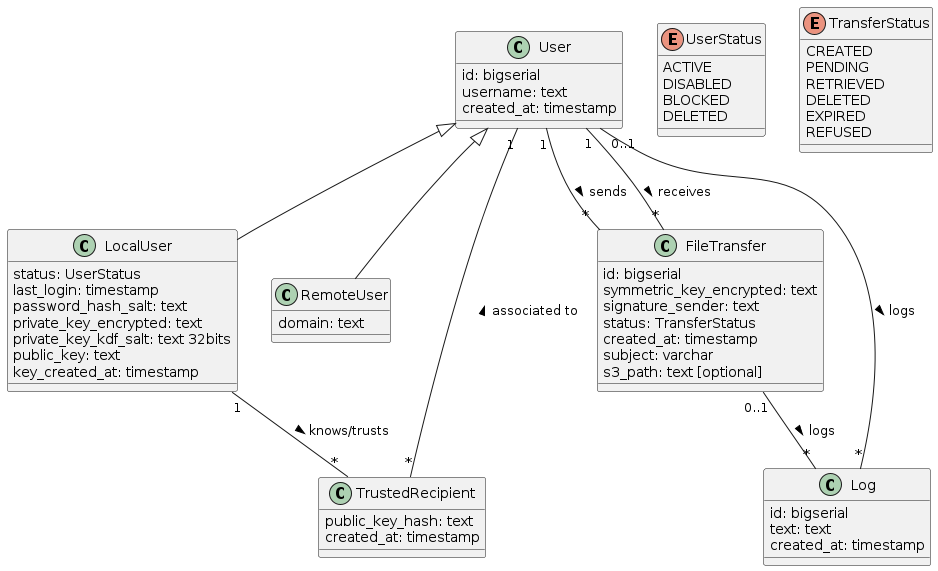 C User
id: bigserial
username: text
created_at: timestamp
E UserStatus
ACTIVE
DISABLED
BLOCKED
DELETED
E TransferStatus
CREATED
PENDING
RETRIEVED
DELETED
EXPIRED
REFUSED
1
1
1
0..1
sends
receives
*
*
C LocalUser
status: UserStatus
last_login: timestamp
password_hash_salt: text
private_key_encrypted: text
private_key_kdf_salt: text 32bits
public_key: text
key_created_at: timestamp
C RemoteUser
domain: text
associated to
C FileTransfer
id: bigserial
symmetric_key_encrypted: text
signature_sender: text
status: TransferStatus
created_at: timestamp
subject: varchar
s3_path: text [optional]
logs
1
0..1
knows/trusts
logs
*
*
*
*
C TrustedRecipient
public_key_hash: text
created_at: timestamp
C Log
id: bigserial
text: text
created_at: timestamp